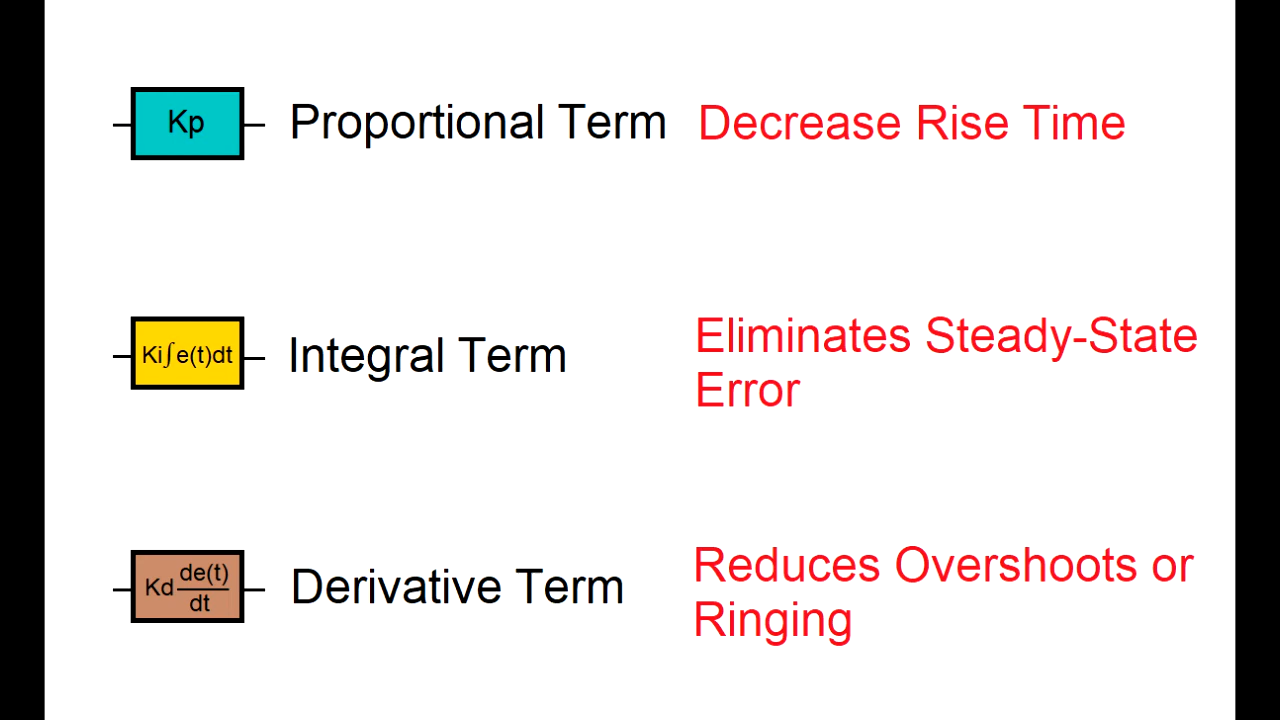 Kp Proportional Term Decrease Rise Time
Ki∫e(t)dt Integral Term Eliminates Steady-State
Error
Kd de(t)/dt Derivative Term Reduces Overshoots or
Ringing